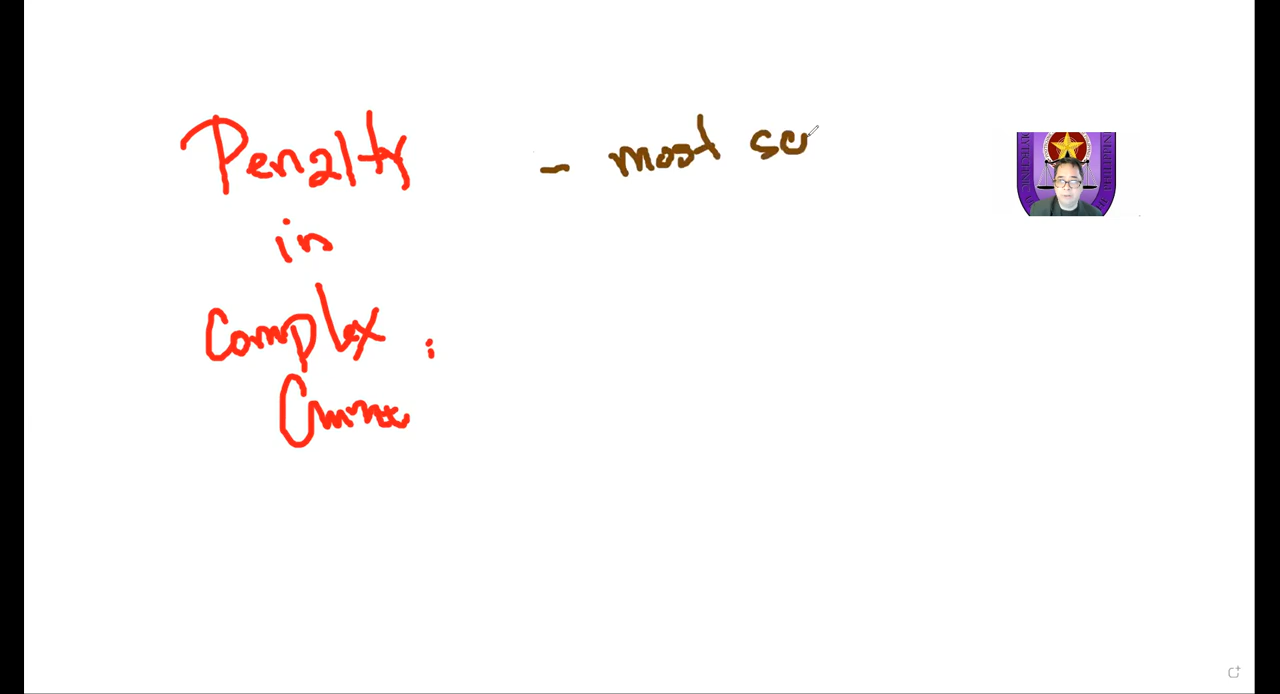 Penalty - most se
in
Complex :
Crime